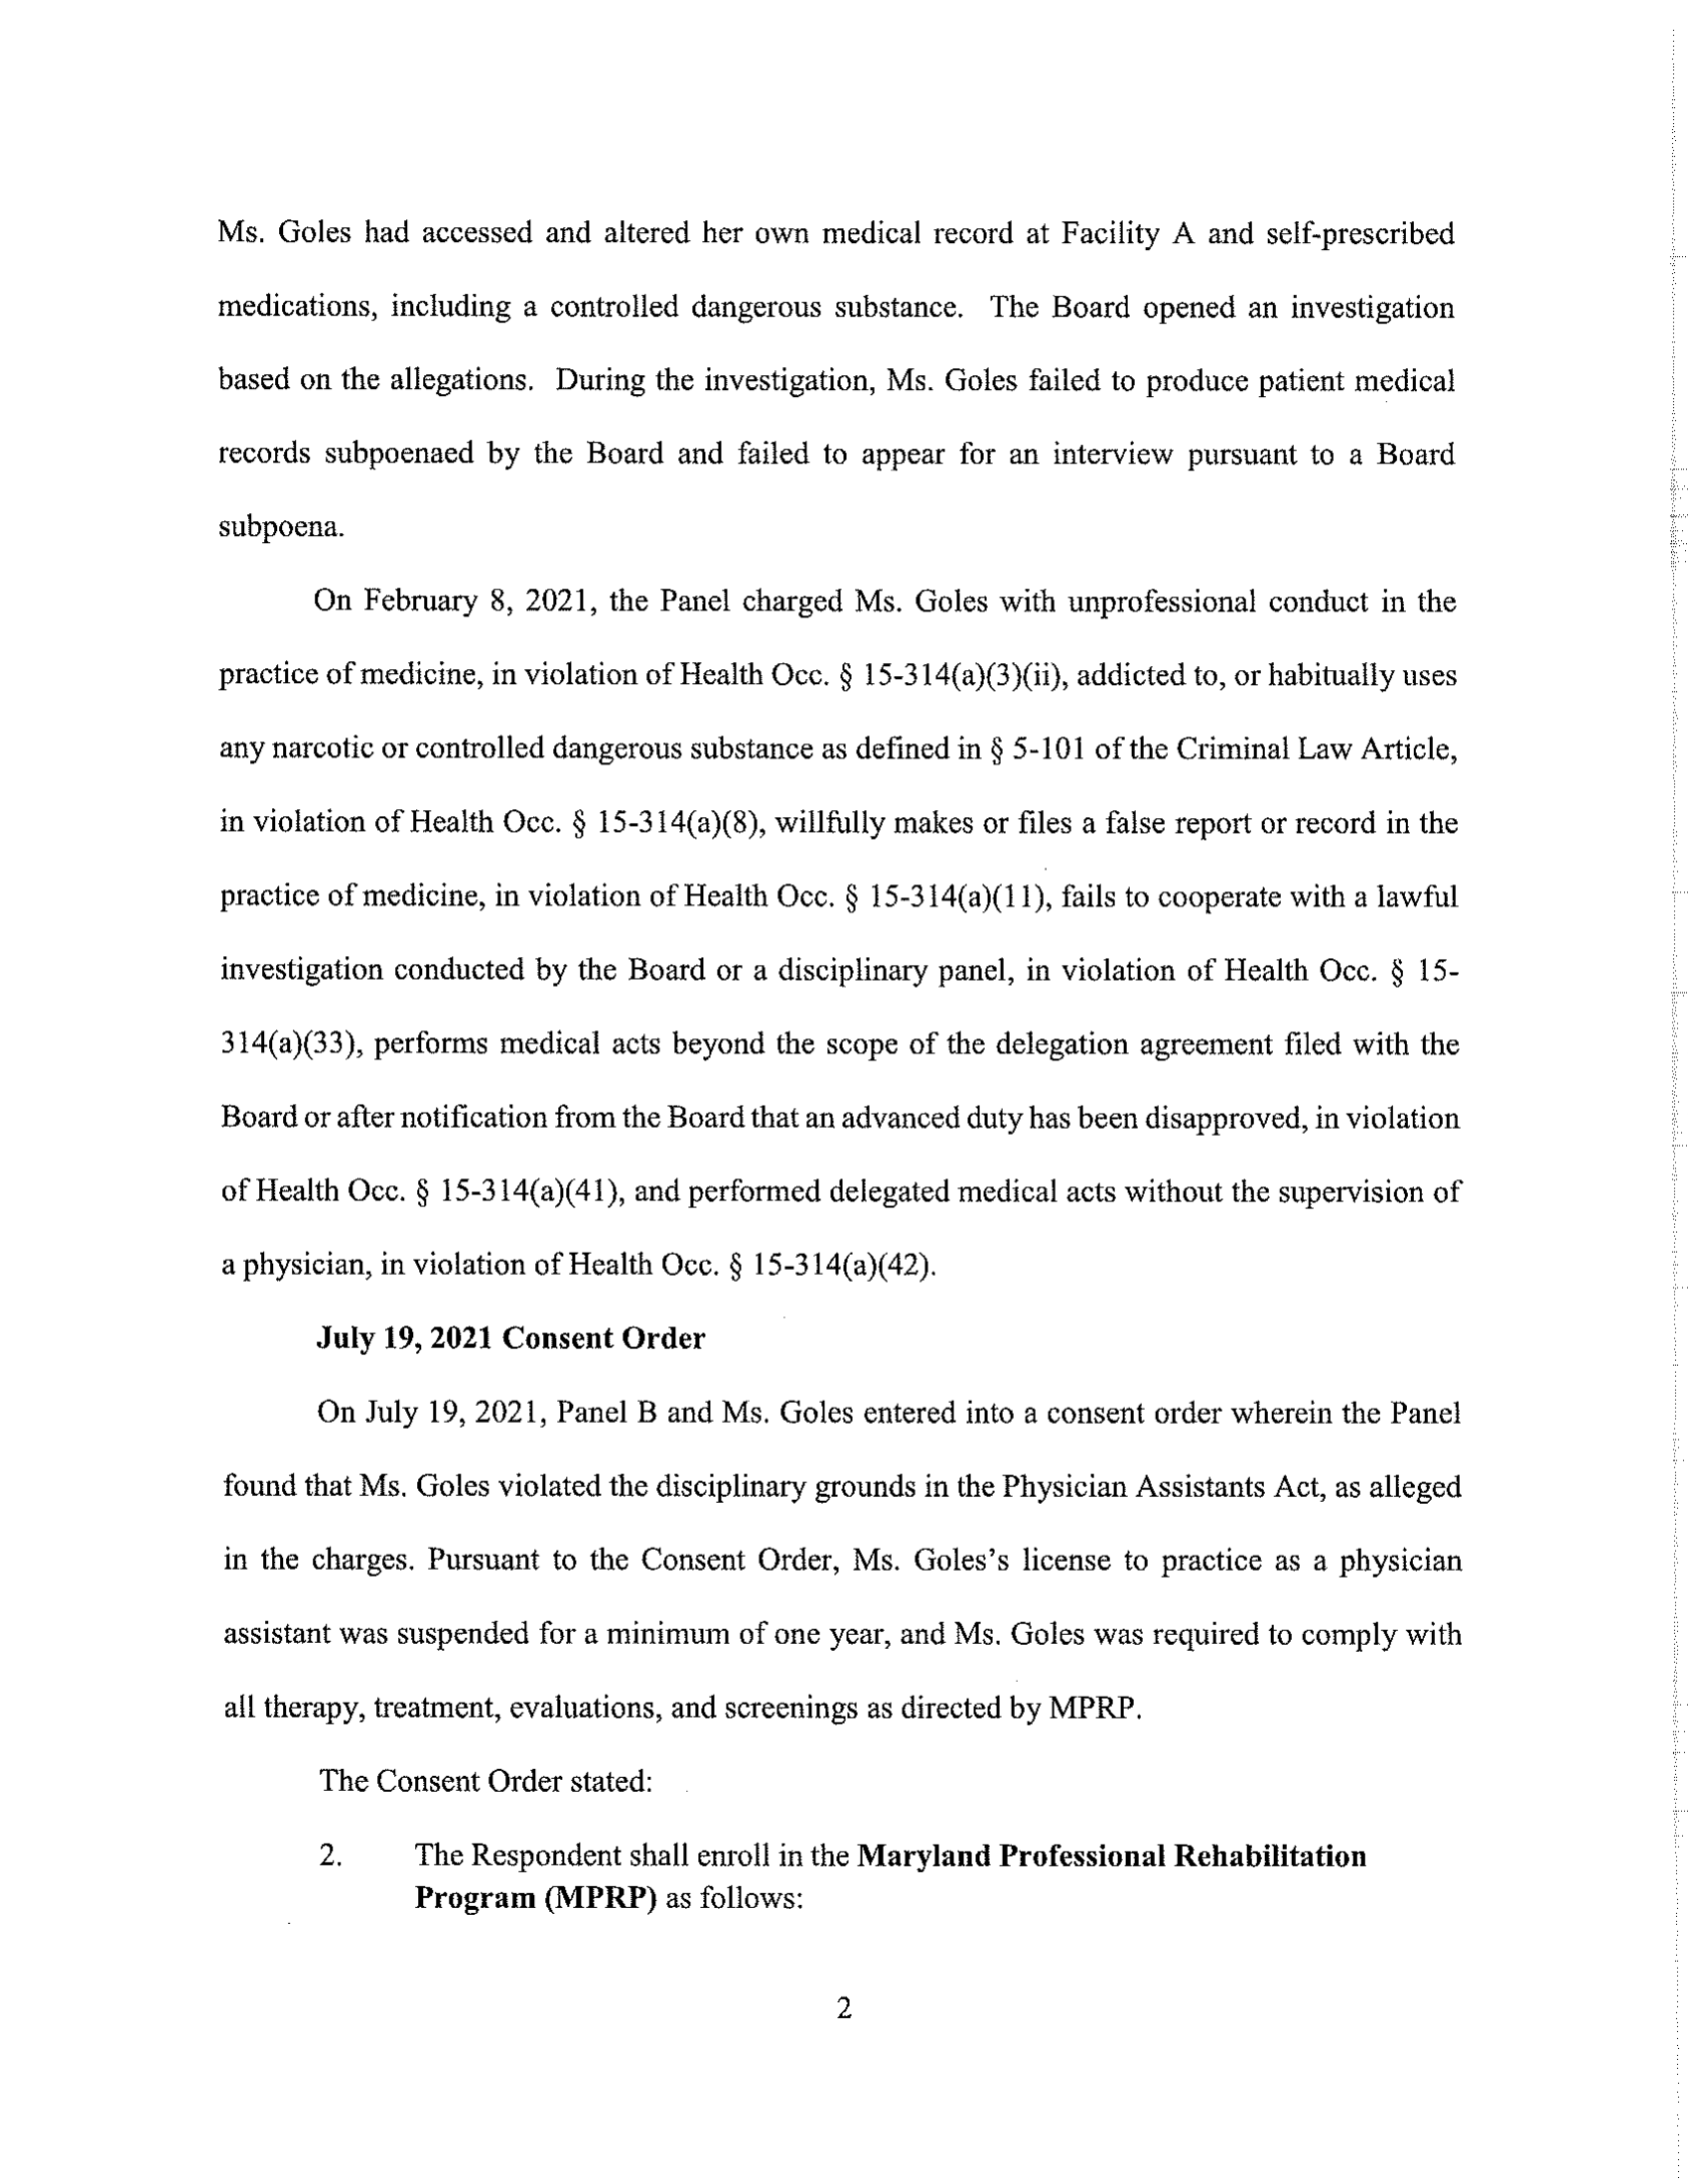 Ms. Goles had accessed and altered her own medical record at Facility A and self-prescribed
medications, including a controlled dangerous substance. The Board opened an investigation
based on the allegations. During the investigation, Ms. Goles failed to produce patient medical
records subpoenaed by the Board and failed to appear for an interview pursuant to a Board
subpoena.
On February 8, 2021, the Panel charged Ms. Goles with unprofessional conduct in the
practice of medicine, in violation of Health Occ. § 15-314(a)(3)(ii), addicted to, or habitually uses
any narcotic or controlled dangerous substance as defined in § 5-101 of the Criminal Law Article,
in violation of Health Occ. § 15-314(a)(8), willfully makes or files a false report or record in the
practice of medicine, in violation of Health Occ. § 15-314(a)(11), fails to cooperate with a lawful
investigation conducted by the Board or a disciplinary panel, in violation of Health Occ. § 15-
314(a)(33), performs medical acts beyond the scope of the delegation agreement filed with the
Board or after notification from the Board that an advanced duty has been disapproved, in violation
of Health Occ. § 15-314(a)(41), and performed delegated medical acts without the supervision of
a physician, in violation of Health Occ. § 15-314(a)(42).
July 19, 2021 Consent Order
On July 19, 2021, Panel B and Ms. Goles entered into a consent order wherein the Panel
found that Ms. Goles violated the disciplinary grounds in the Physician Assistants Act, as alleged
in the charges. Pursuant to the Consent Order, Ms. Goles's license to practice as a physician
assistant was suspended for a minimum of one year, and Ms. Goles was required to comply with
all therapy, treatment, evaluations, and screenings as directed by MPRP.
The Consent Order stated:
2. The Respondent shall enroll in the Maryland Professional Rehabilitation
Program (MPRP) as follows:
2